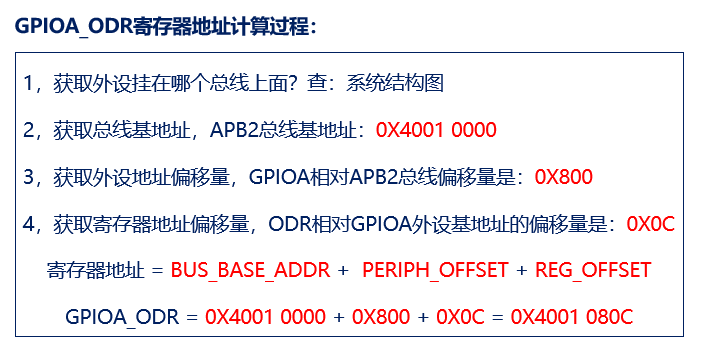 GPIOA_ODR寄存器地址计算过程：
1，获取外设挂在哪个总线上面？查：系统结构图
2，获取总线基地址，APB2总线基地址：0X4001 0000
3，获取外设地址偏移量，GPIOA相对APB2总线偏移量是：0X800
4，获取寄存器地址偏移量，ODR相对GPIOA外设基地址的偏移量是：0X0C
寄存器地址 = BUS_BASE_ADDR + PERIPH_OFFSET + REG_OFFSET
GPIOA_ODR = 0X4001 0000 + 0X800 + 0X0C = 0X4001 080C